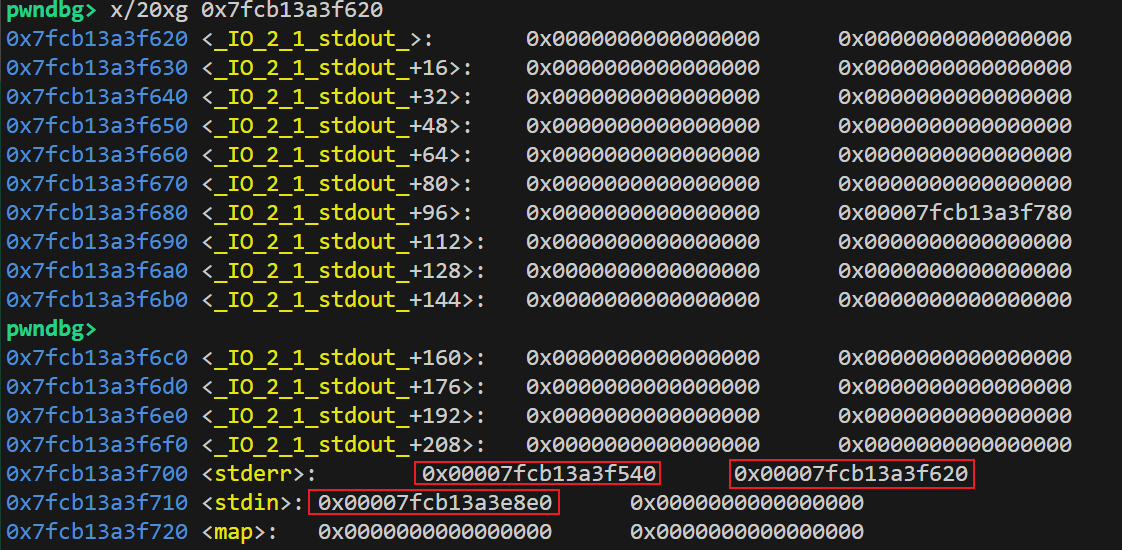 pwndbg> x/20xg 0x7fcb13a3f620
0x7fcb13a3f620 <_IO_2_1_stdout_>: 0x0000000000000000 0x0000000000000000
0x7fcb13a3f630 <_IO_2_1_stdout_+16>: 0x0000000000000000 0x0000000000000000
0x7fcb13a3f640 <_IO_2_1_stdout_+32>: 0x0000000000000000 0x0000000000000000
0x7fcb13a3f650 <_IO_2_1_stdout_+48>: 0x0000000000000000 0x0000000000000000
0x7fcb13a3f660 <_IO_2_1_stdout_+64>: 0x0000000000000000 0x0000000000000000
0x7fcb13a3f670 <_IO_2_1_stdout_+80>: 0x0000000000000000 0x0000000000000000
0x7fcb13a3f680 <_IO_2_1_stdout_+96>: 0x0000000000000000 0x00007fcb13a3f780
0x7fcb13a3f690 <_IO_2_1_stdout_+112>: 0x0000000000000000 0x0000000000000000
0x7fcb13a3f6a0 <_IO_2_1_stdout_+128>: 0x0000000000000000 0x0000000000000000
0x7fcb13a3f6b0 <_IO_2_1_stdout_+144>: 0x0000000000000000 0x0000000000000000
pwndbg>
0x7fcb13a3f6c0 <_IO_2_1_stdout_+160>: 0x0000000000000000 0x0000000000000000
0x7fcb13a3f6d0 <_IO_2_1_stdout_+176>: 0x0000000000000000 0x0000000000000000
0x7fcb13a3f6e0 <_IO_2_1_stdout_+192>: 0x0000000000000000 0x0000000000000000
0x7fcb13a3f6f0 <_IO_2_1_stdout_+208>: 0x0000000000000000 0x0000000000000000
0x7fcb13a3f700 <stderr>: 0x00007fcb13a3f540 0x00007fcb13a3f620
0x7fcb13a3f710 <stdin>: 0x00007fcb13a3e8e0 0x0000000000000000
0x7fcb13a3f720 <map>: 0x0000000000000000 0x0000000000000000